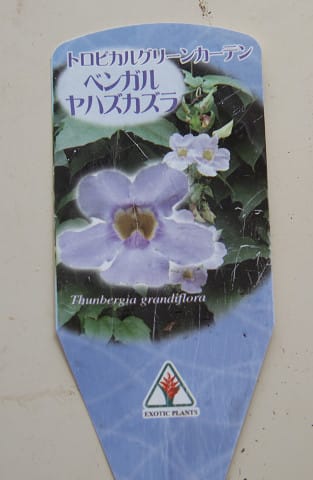 トロピカルグリーンカーテン
ベンガル
ヤハズカズラ
Thunbergia grandiflora
EXOTIC PLANTS